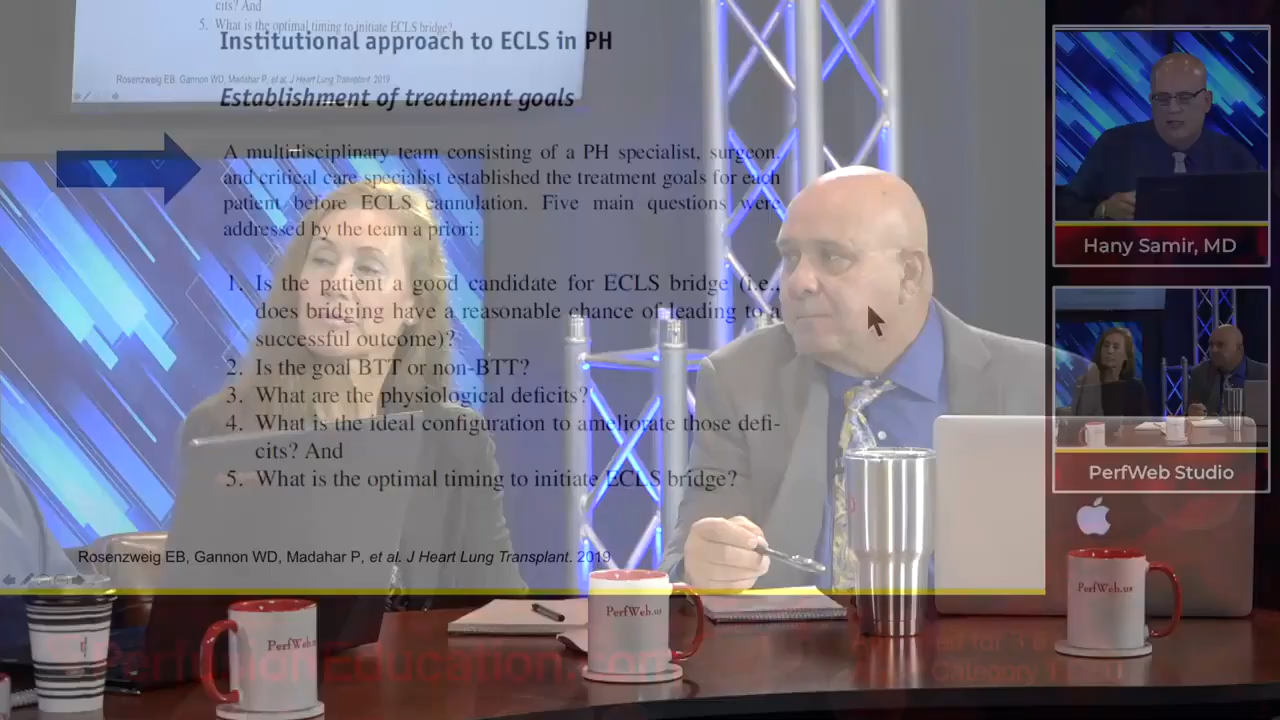 cits? And
5. What is the optimal timing to initiate ECLS bridge?
Rosenzweig EB, Gannon WD, Madahar P, et al. J Heart Lung Transplant. 2019
Institutional approach to ECLS in PH
Establishment of treatment goals
A multidisciplinary team consisting of a PH specialist, surgeon,
and critical care specialist established the treatment goals for each
patient before ECLS cannulation. Five main questions were
addressed by the team a priori:
1. Is the patient a good candidate for ECLS bridge (i.e.,
does bridging have a reasonable chance of leading to a
successful outcome)?
2. Is the goal BTT or non-BTT?
3. What are the physiological deficits?
4. What is the ideal configuration to ameliorate those defi-
cits? And
5. What is the optimal timing to initiate ECLS bridge?
Rosenzweig EB, Gannon WD, Madahar P, et al. J Heart Lung Transplant. 2019
Hany Samir, MD
PerfWeb Studio
PerfWeb.us
PerfWeb.us
PerfWeb.us
PerfusionEducation.com
Category 1